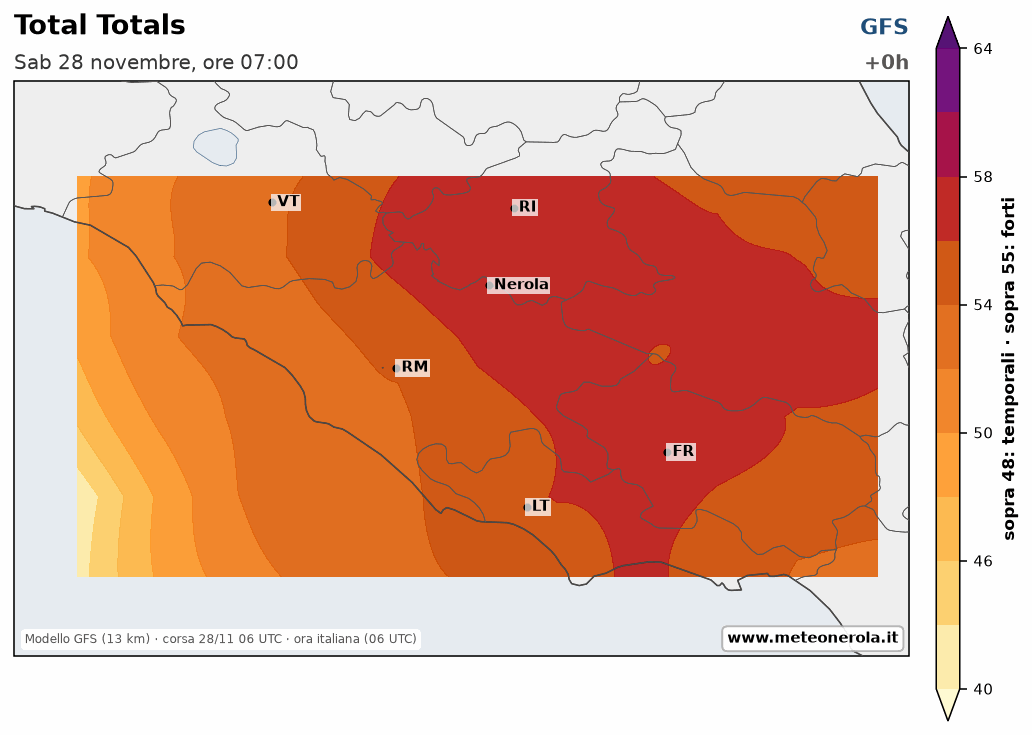 Total Totals
GFS
Sab 28 novembre, ore 07:00
+0h
VT
RI
Nerola
RM
FR
LT
Modello GFS (13 km) · corsa 28/11 06 UTC · ora italiana (06 UTC)
www.meteonerola.it
64
58
54
50
46
40
sopra 48: temporali · sopra 55: forti